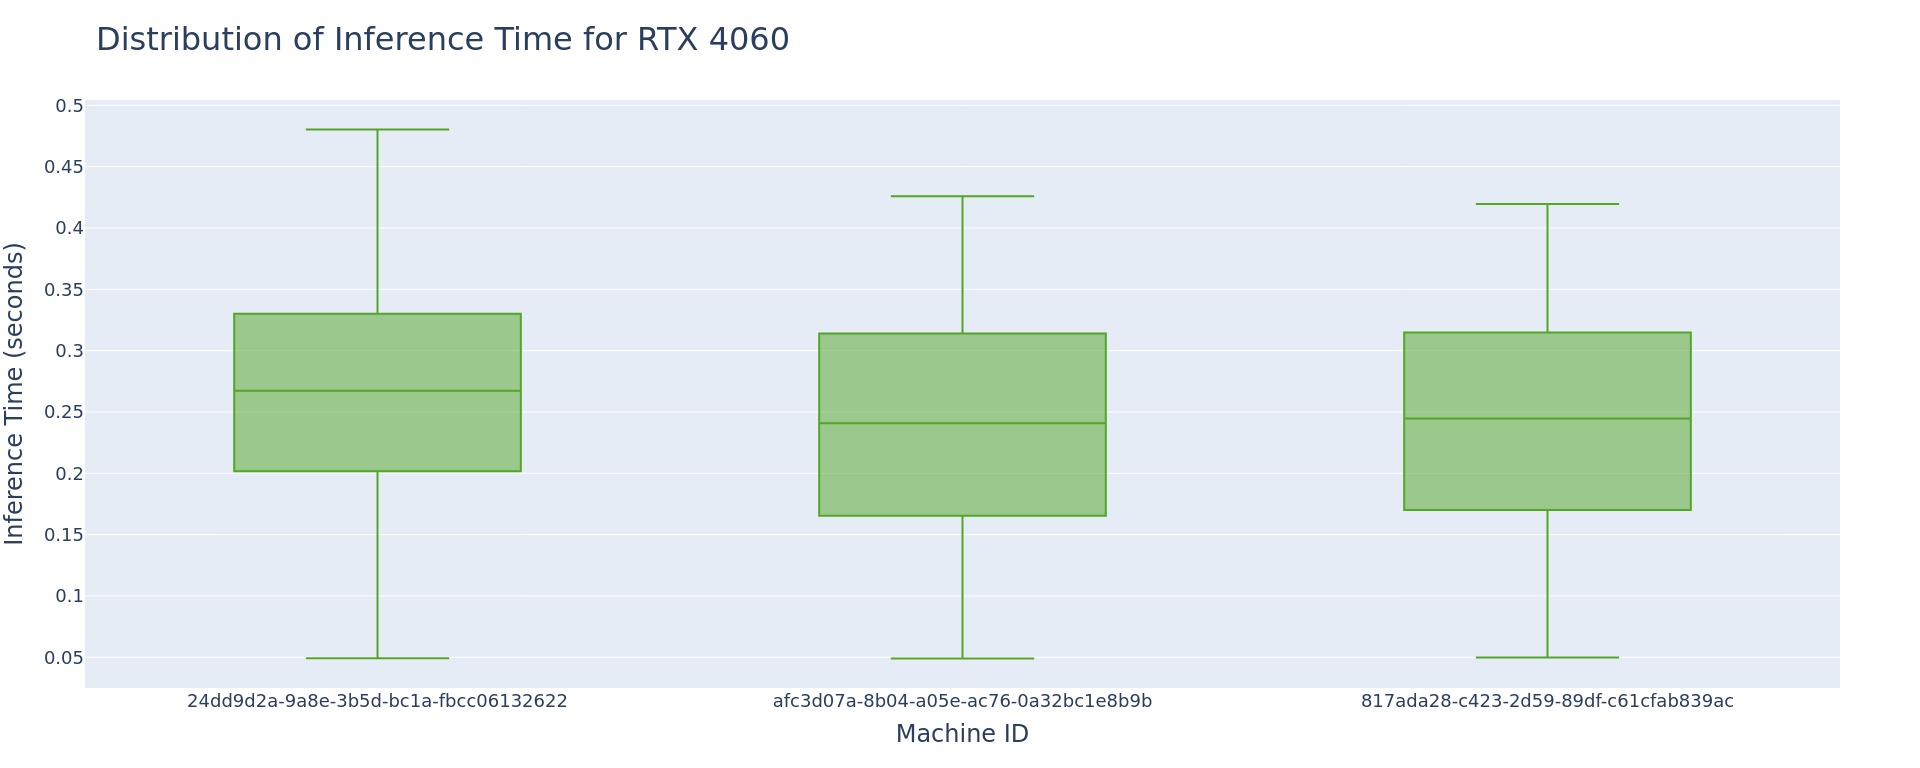 Distribution of Inference Time for RTX 4060
Inference Time (seconds)
0.5
0.45
0.4
0.35
0.3
0.25
0.2
0.15
0.1
0.05
24dd9d2a-9a8e-3b5d-bc1a-fbcc06132622
afc3d07a-8b04-a05e-ac76-0a32bc1e8b9b
817ada28-c423-2d59-89df-c61cfab839ac
Machine ID